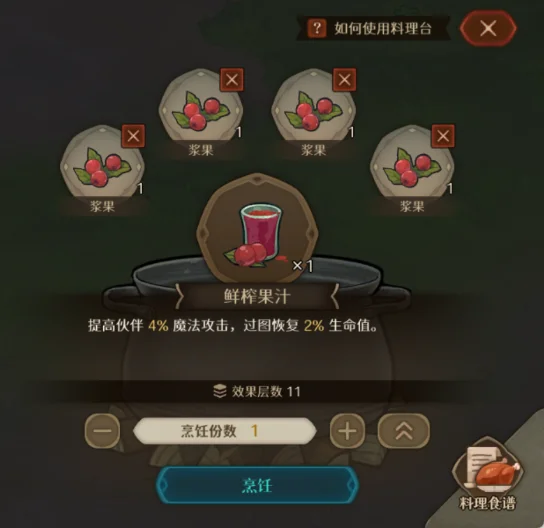 ? 如何使用料理台
1
浆果
1
浆果
1
浆果
1
浆果
×1
鲜榨果汁
提高伙伴 4% 魔法攻击，过图恢复 2% 生命值。
效果层数 11
烹饪份数 1
烹饪
料理食谱